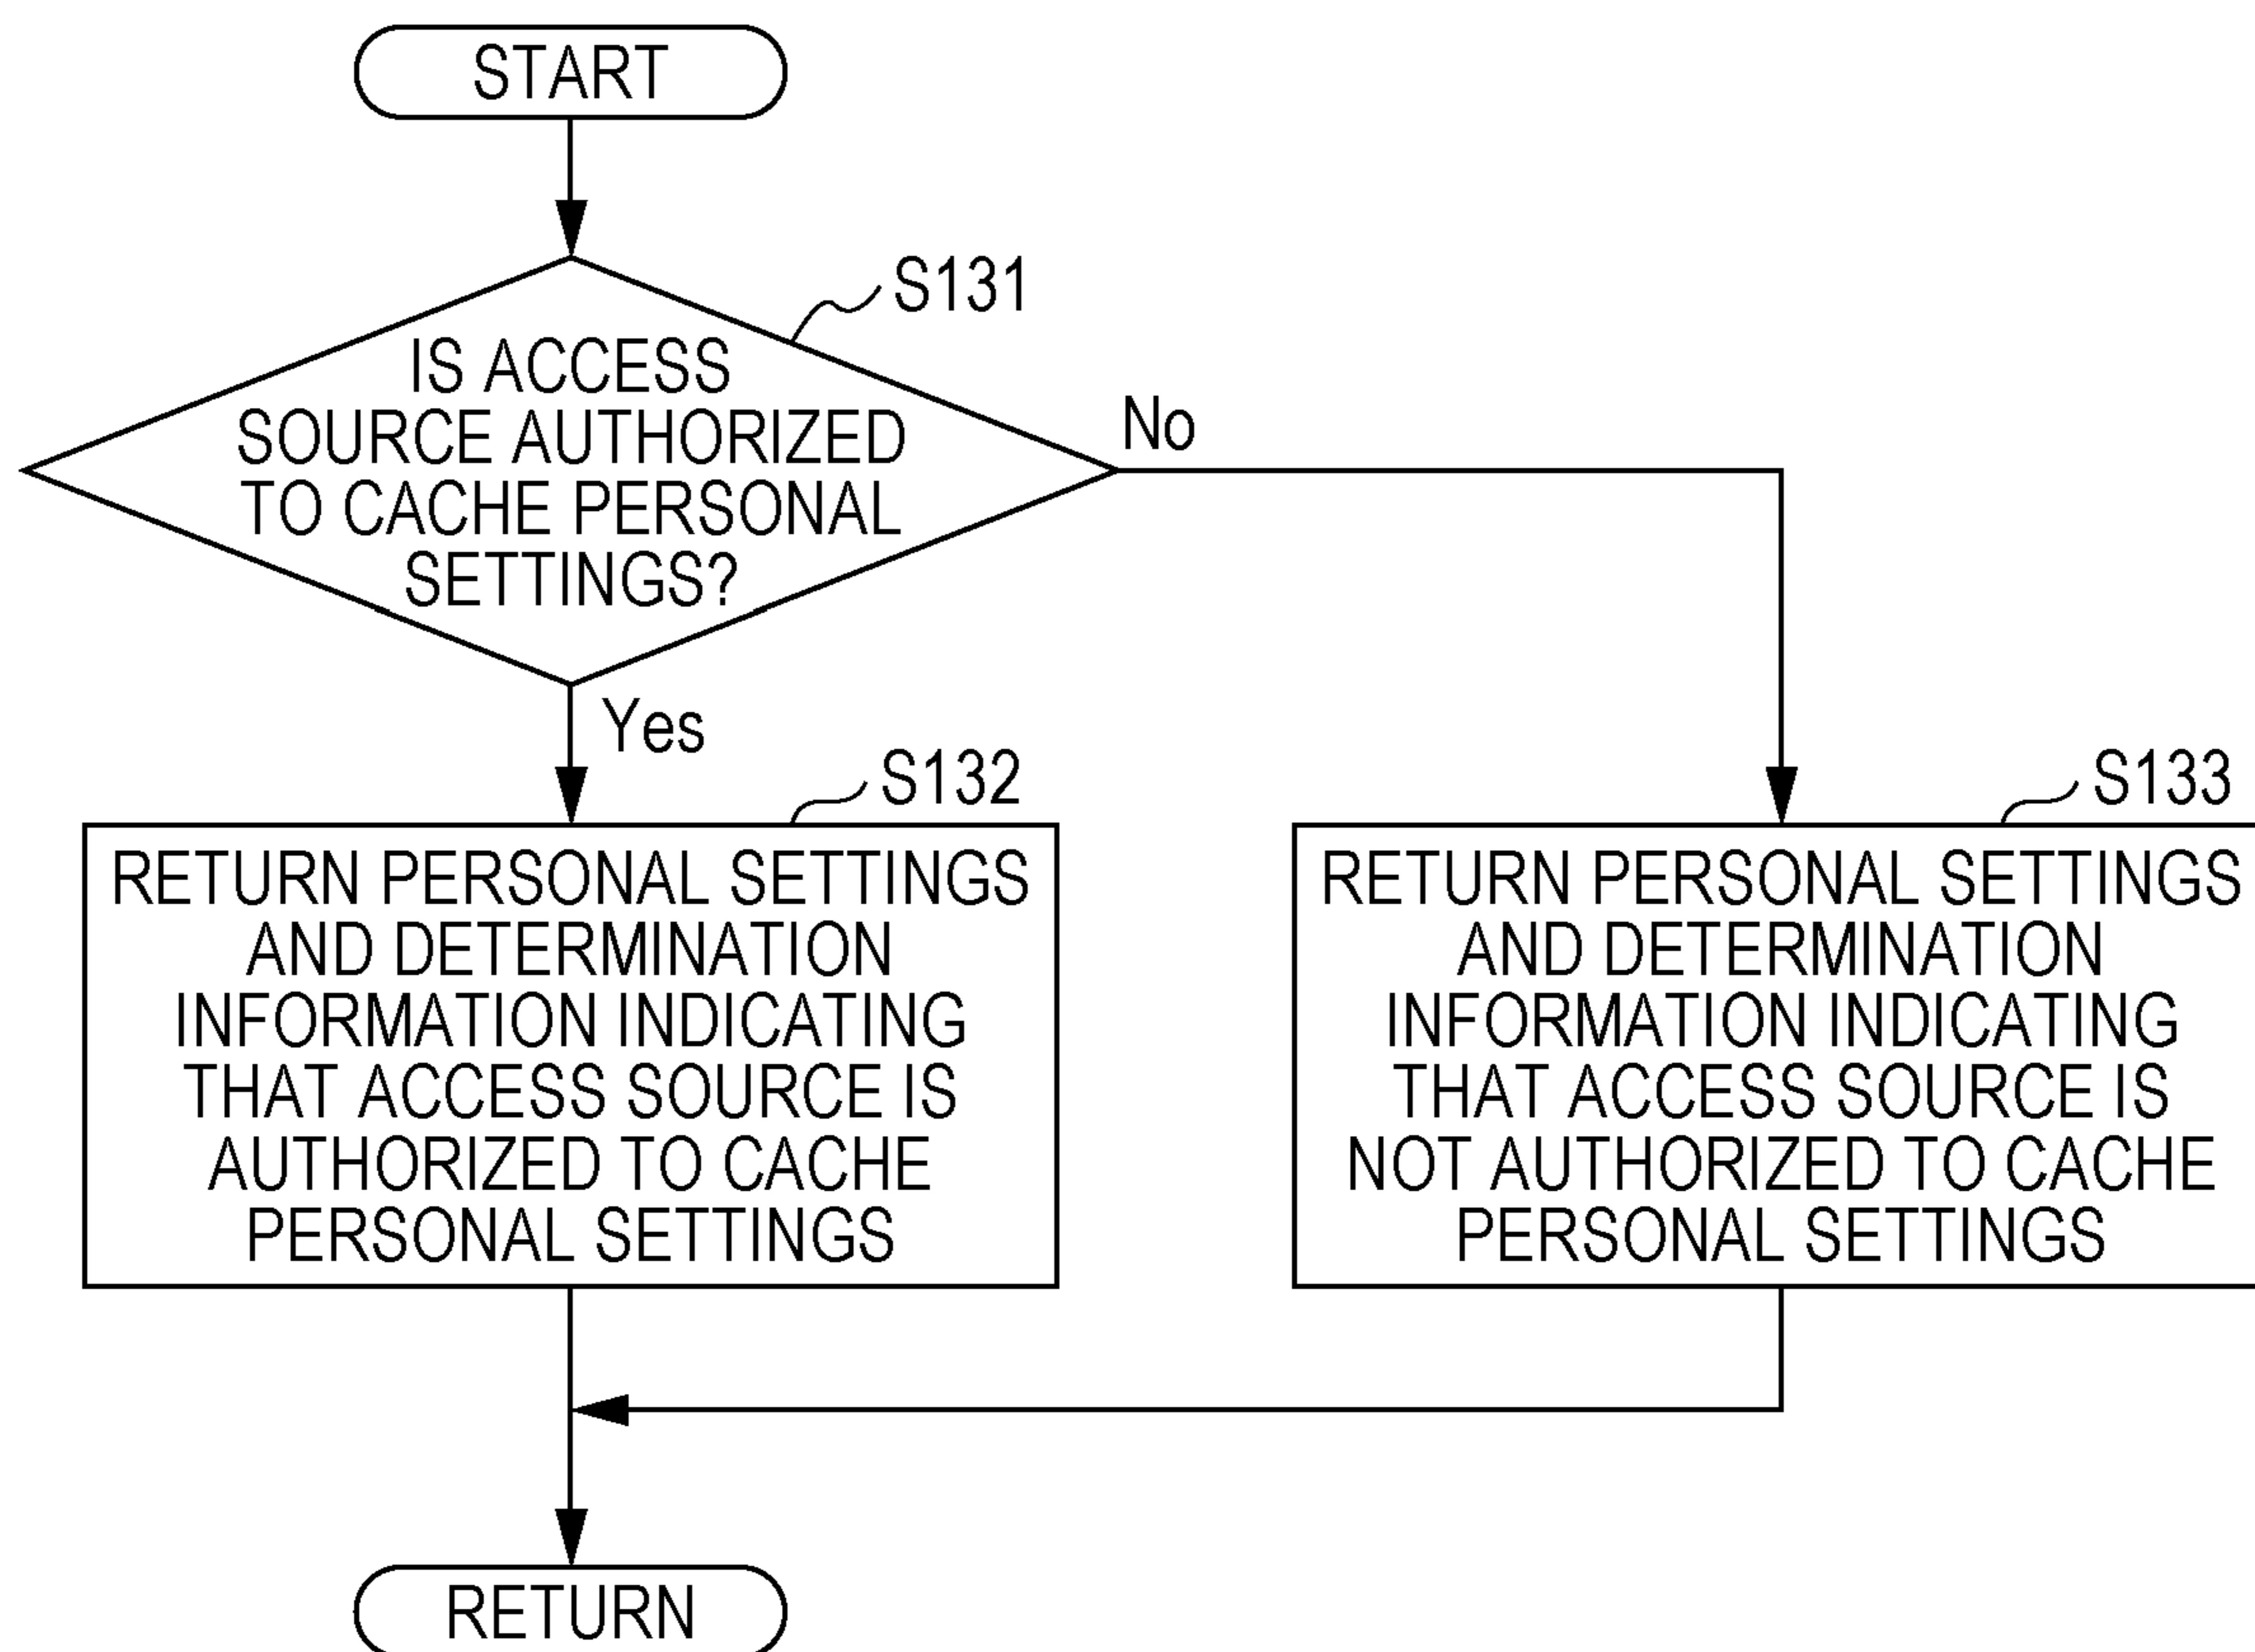 START
S131
IS ACCESS
SOURCE AUTHORIZED
TO CACHE PERSONAL
SETTINGS?
No
Yes
S132
RETURN PERSONAL SETTINGS
AND DETERMINATION
INFORMATION INDICATING
THAT ACCESS SOURCE IS
AUTHORIZED TO CACHE
PERSONAL SETTINGS
S133
RETURN PERSONAL SETTINGS
AND DETERMINATION
INFORMATION INDICATING
THAT ACCESS SOURCE IS
NOT AUTHORIZED TO CACHE
PERSONAL SETTINGS
RETURN